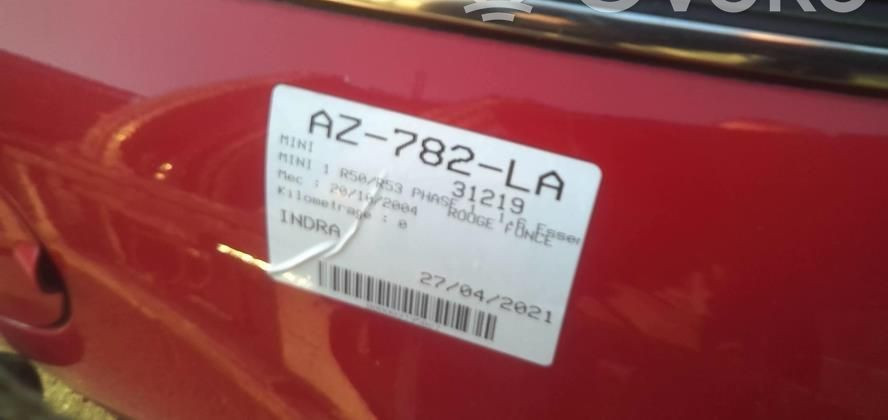 AZ-782-LA
MINI 31219
MINI 1 R50/R53 PHASE 1 1.6 Essen
Mec : 20/10/2004 ROUGE FONCE
Kilometrage : 0
INDRA
27/04/2021